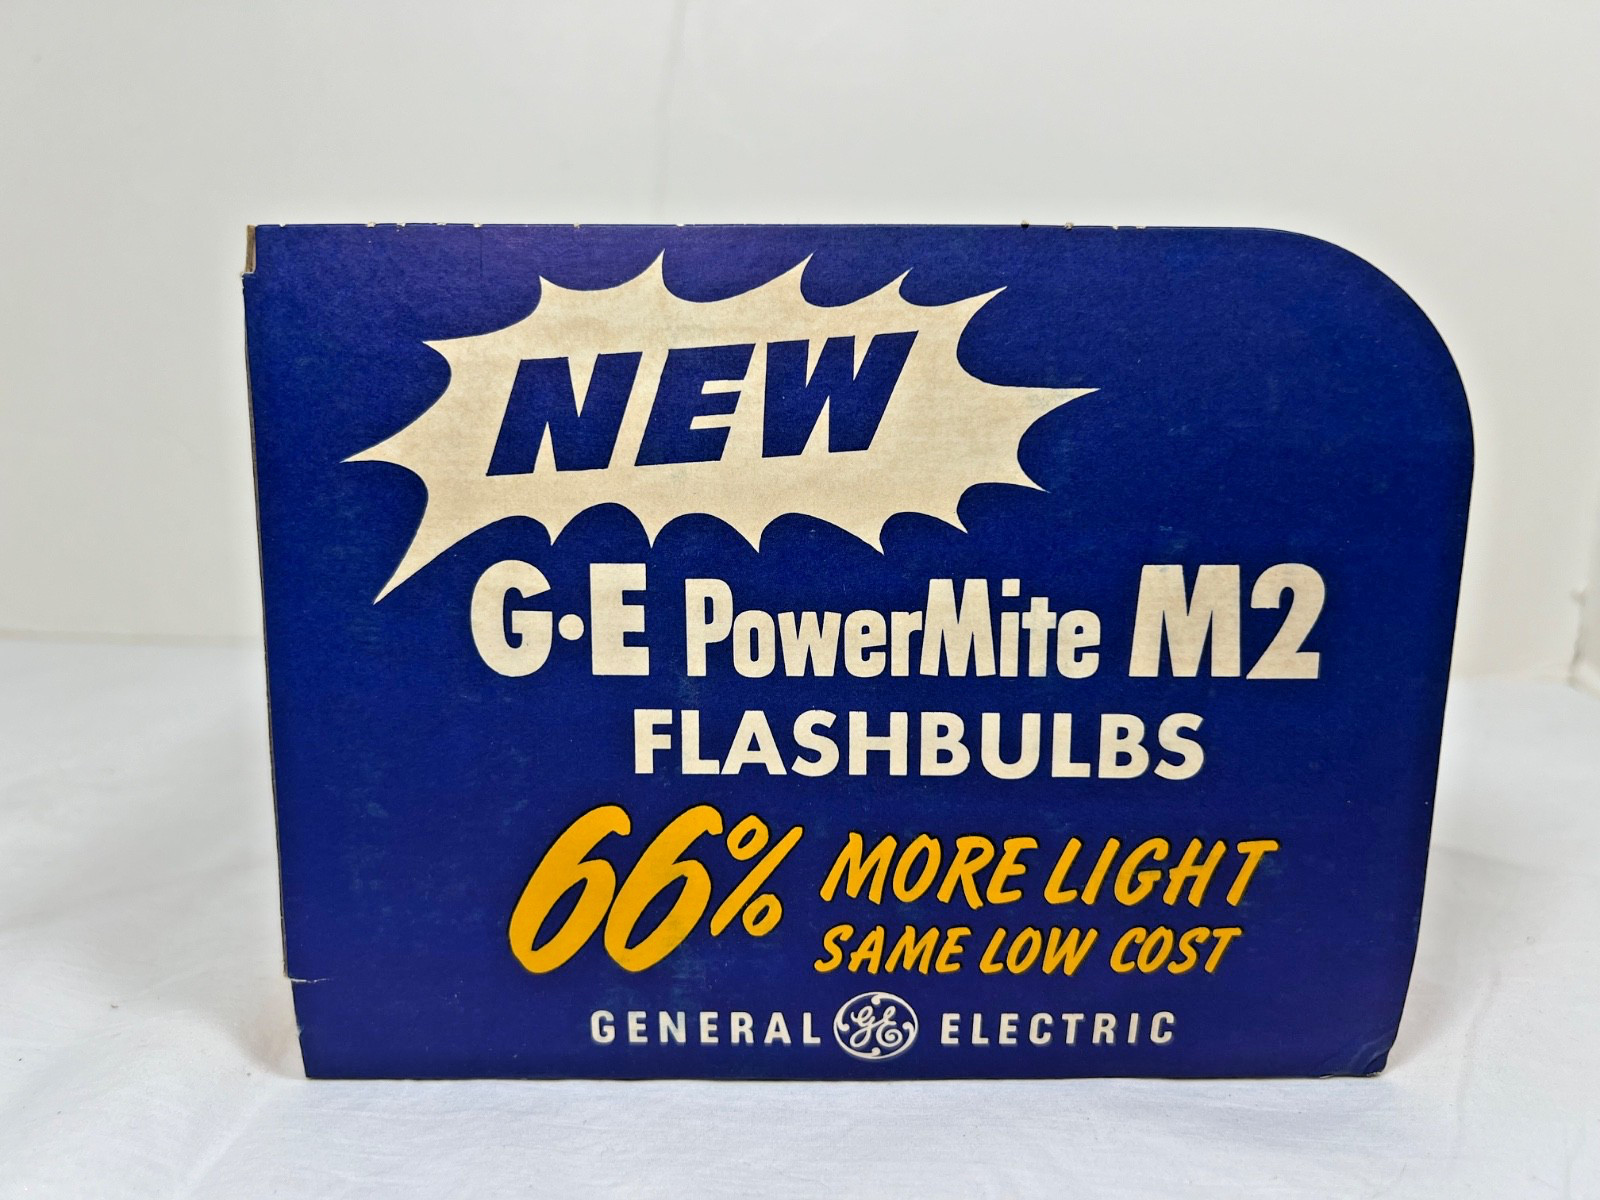 NEW
G·E PowerMite M2
FLASHBULBS
66% MORE LIGHT
SAME LOW COST
GENERAL GE ELECTRIC